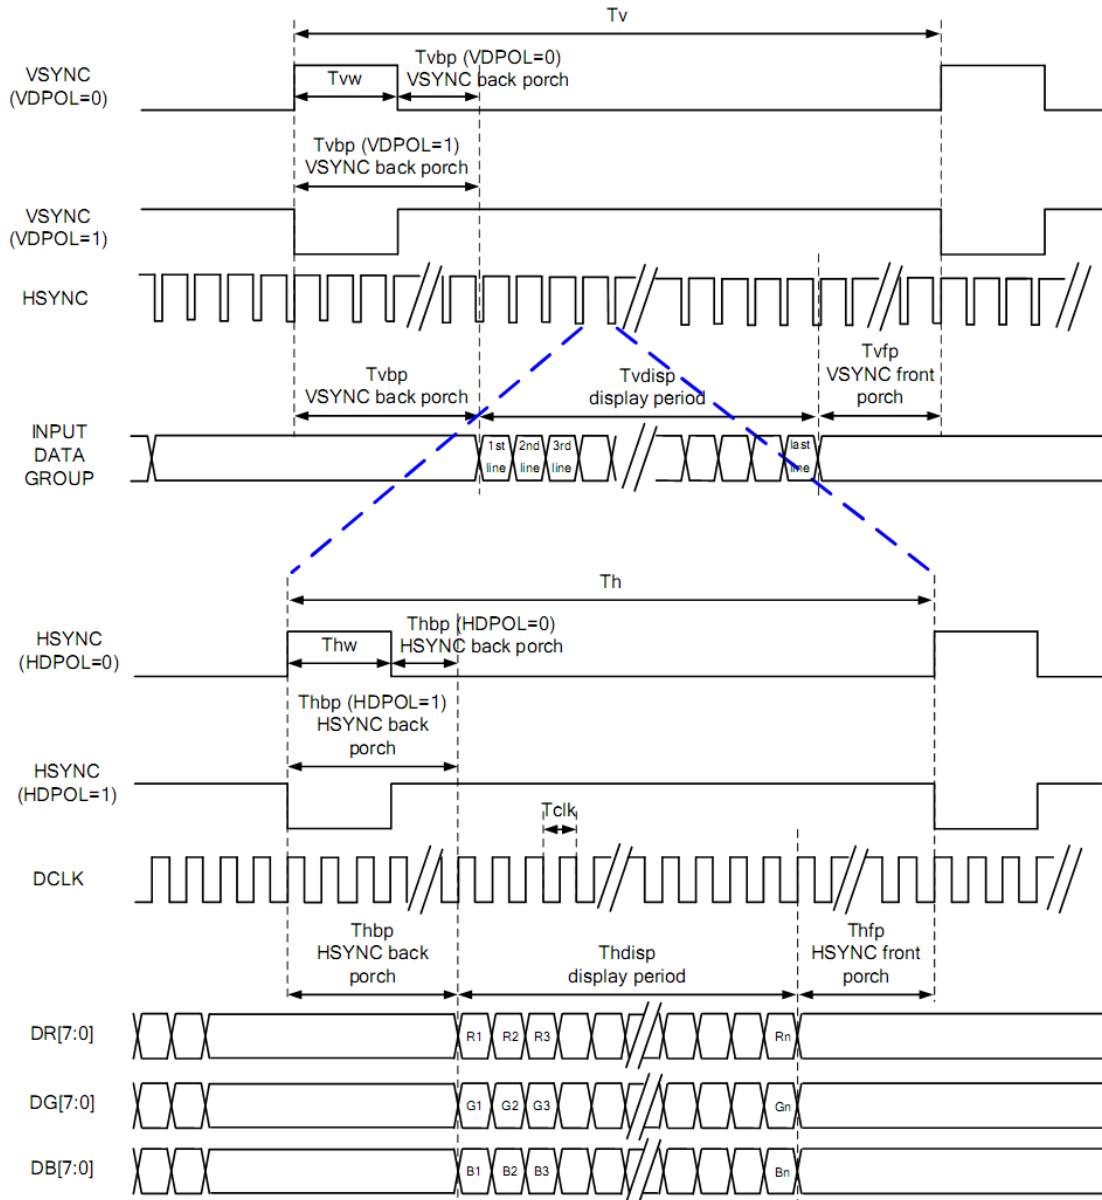 Tv
VSYNC
(VDPOL=0)
Tvw
Tvbp (VDPOL=0)
VSYNC back porch
Tvbp (VDPOL=1)
VSYNC back porch
VSYNC
(VDPOL=1)
HSYNC
Tvbp
VSYNC back porch
Tvdisp
display period
Tvfp
VSYNC front
porch
INPUT
DATA
GROUP
1st
line
2nd
line
3rd
line
last
line
Th
HSYNC
(HDPOL=0)
Thw
Thbp (HDPOL=0)
HSYNC back porch
Thbp (HDPOL=1)
HSYNC back
porch
HSYNC
(HDPOL=1)
Tclk
DCLK
Thbp
HSYNC back
porch
Thdisp
display period
Thfp
HSYNC front
porch
DR[7:0]
R1 R2 R3 Rn
DG[7:0]
G1 G2 G3 Gn
DB[7:0]
B1 B2 B3 Bn